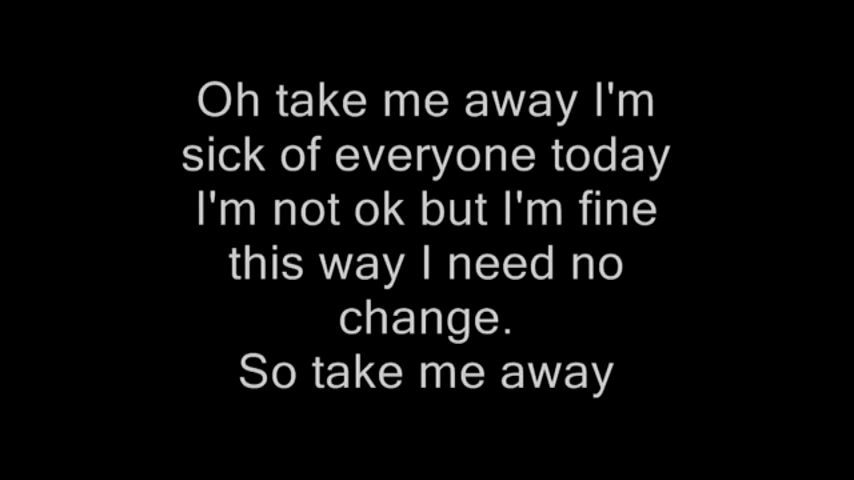 Oh take me away I'm
sick of everyone today
I'm not ok but I'm fine
this way I need no
change.
So take me away